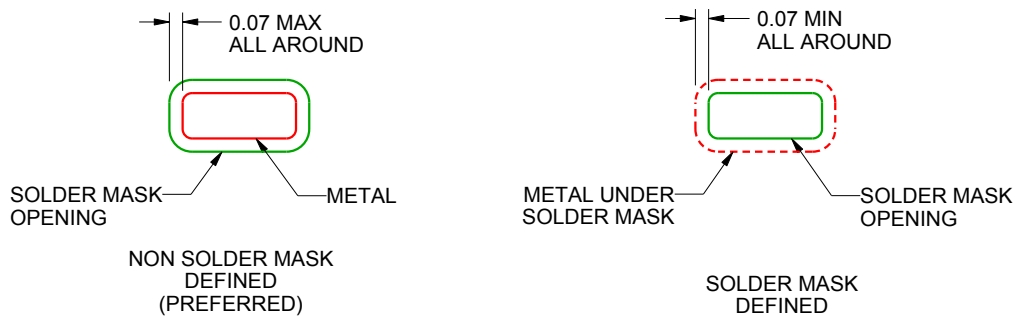 0.07 MAX
ALL AROUND
SOLDER MASK
OPENING
METAL
NON SOLDER MASK
DEFINED
(PREFERRED)
0.07 MIN
ALL AROUND
METAL UNDER
SOLDER MASK
SOLDER MASK
OPENING
SOLDER MASK
DEFINED